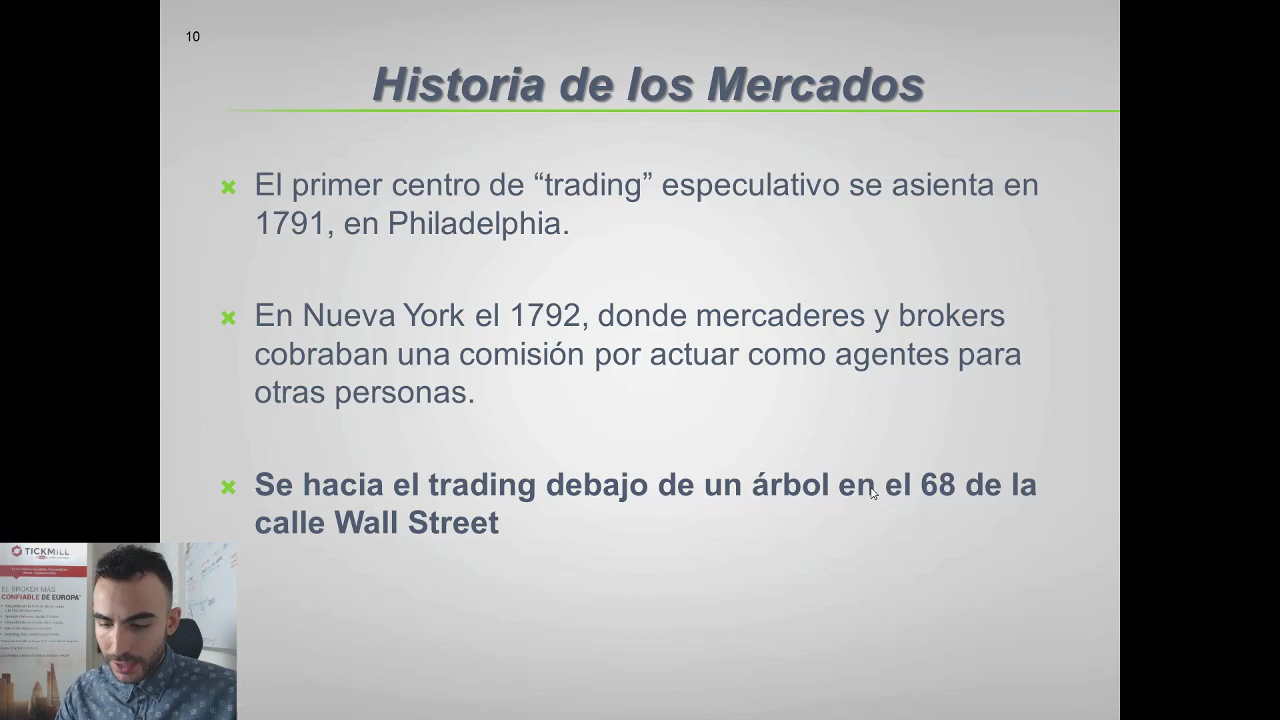 10
Historia de los Mercados
El primer centro de “trading” especulativo se asienta en
1791, en Philadelphia.
En Nueva York el 1792, donde mercaderes y brokers
cobraban una comisión por actuar como agentes para
otras personas.
Se hacia el trading debajo de un árbol en el 68 de la
calle Wall Street
TICKMILL
EL BROKER MÁS
CONFIABLE DE EUROPA*